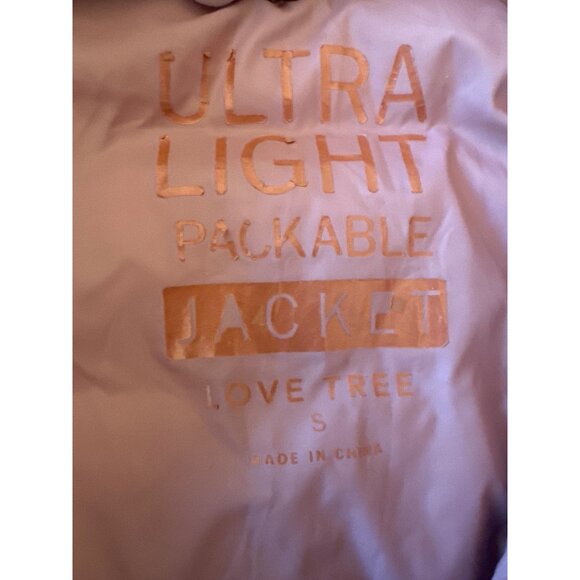 ULTRA
LIGHT
PACKABLE
JACKET
LOVE TREE
S
MADE IN CHINA